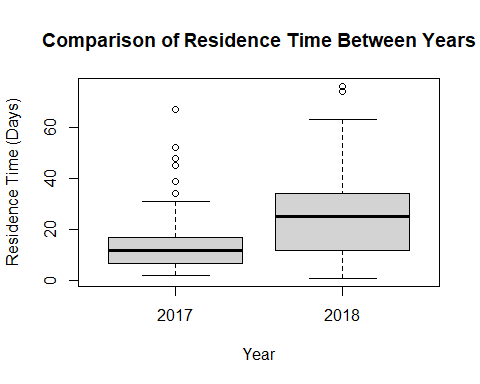 Comparison of Residence Time Between Years
Residence Time (Days)
60
40
20
0
2017 2018
Year